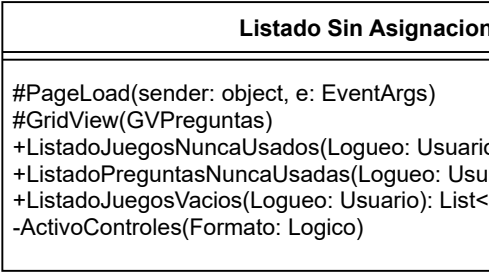 Listado Sin Asignacion
#PageLoad(sender: object, e: EventArgs)
#GridView(GVPreguntas)
+ListadoJuegosNuncaUsados(Logueo: Usuario
+ListadoPreguntasNuncaUsadas(Logueo: Usu
+ListadoJuegosVacios(Logueo: Usuario): List<
-ActivoControles(Formato: Logico)